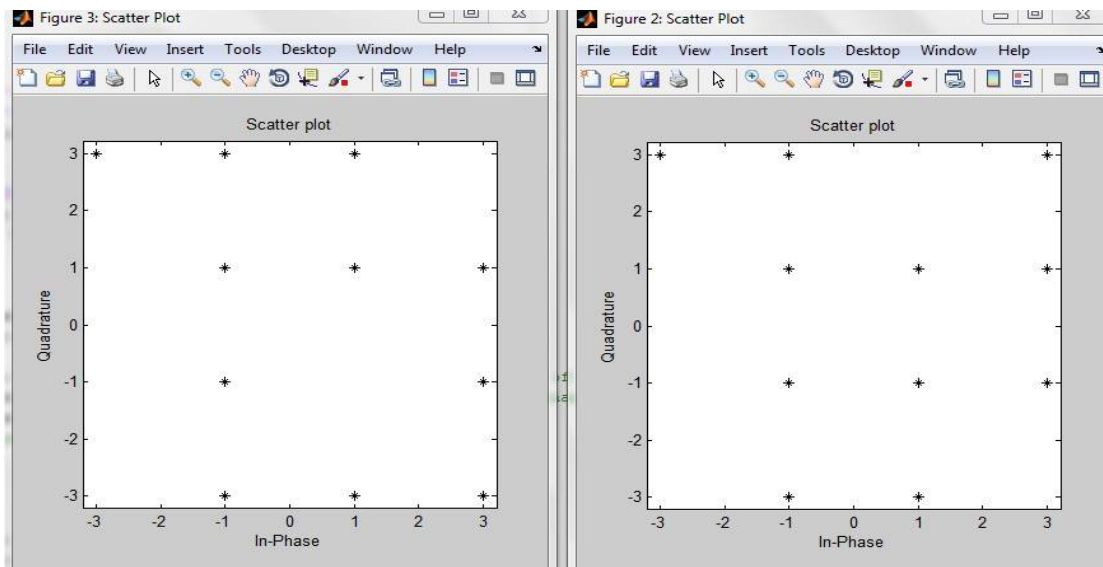 Figure 3: Scatter Plot
File Edit View Insert Tools Desktop Window Help
Scatter plot
3
2
1
0
-1
-2
-3
Quadrature
-3 -2 -1 0 1 2 3
In-Phase
Figure 2: Scatter Plot
File Edit View Insert Tools Desktop Window Help
Scatter plot
3
2
1
0
-1
-2
-3
Quadrature
-3 -2 -1 0 1 2 3
In-Phase